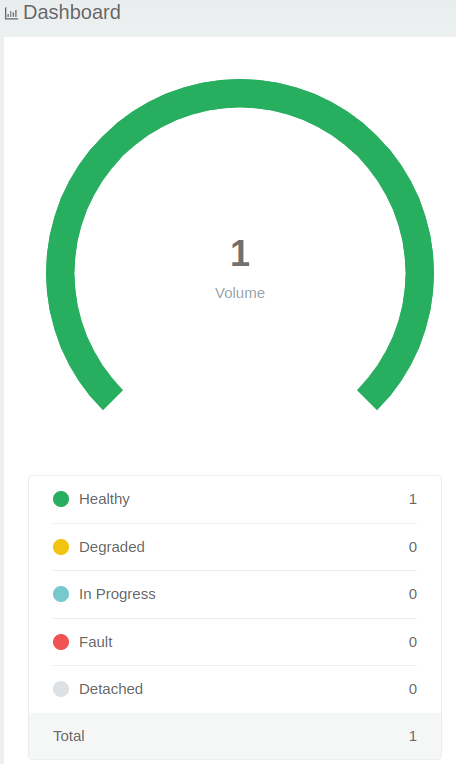 Dashboard
1
Volume
Healthy 1
Degraded 0
In Progress 0
Fault 0
Detached 0
Total 1